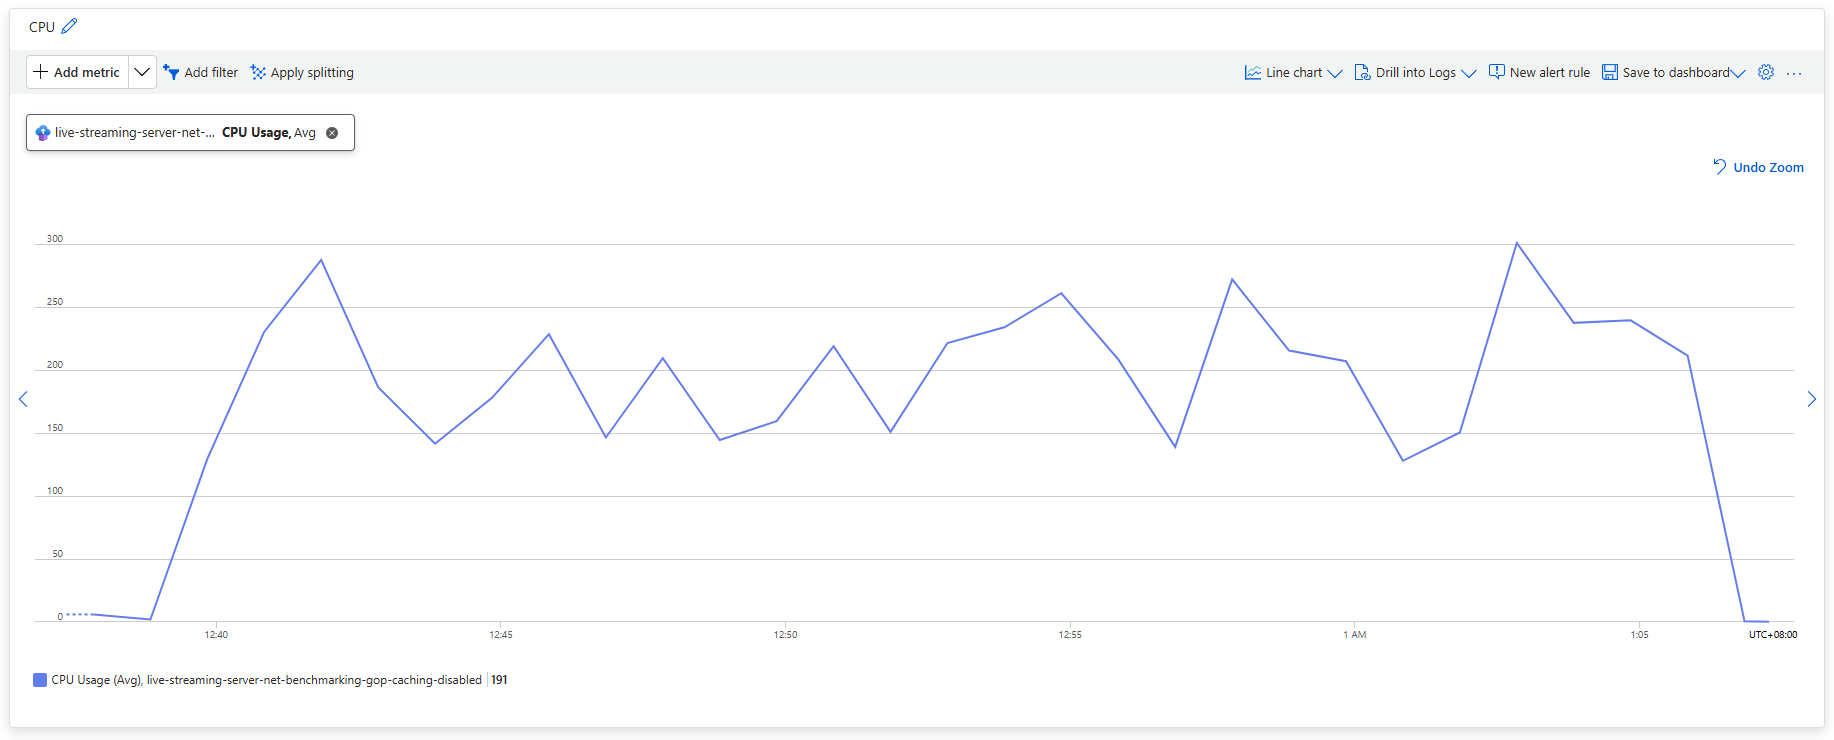 CPU
Add metric Add filter Apply splitting Line chart Drill into Logs New alert rule Save to dashboard ...
live-streaming-server-net-... CPU Usage, Avg
Undo Zoom
300
250
200
150
100
50
0
12:40 12:45 12:50 12:55 1 AM 1:05 UTC+08:00
CPU Usage (Avg), live-streaming-server-net-benchmarking-gop-caching-disabled 191